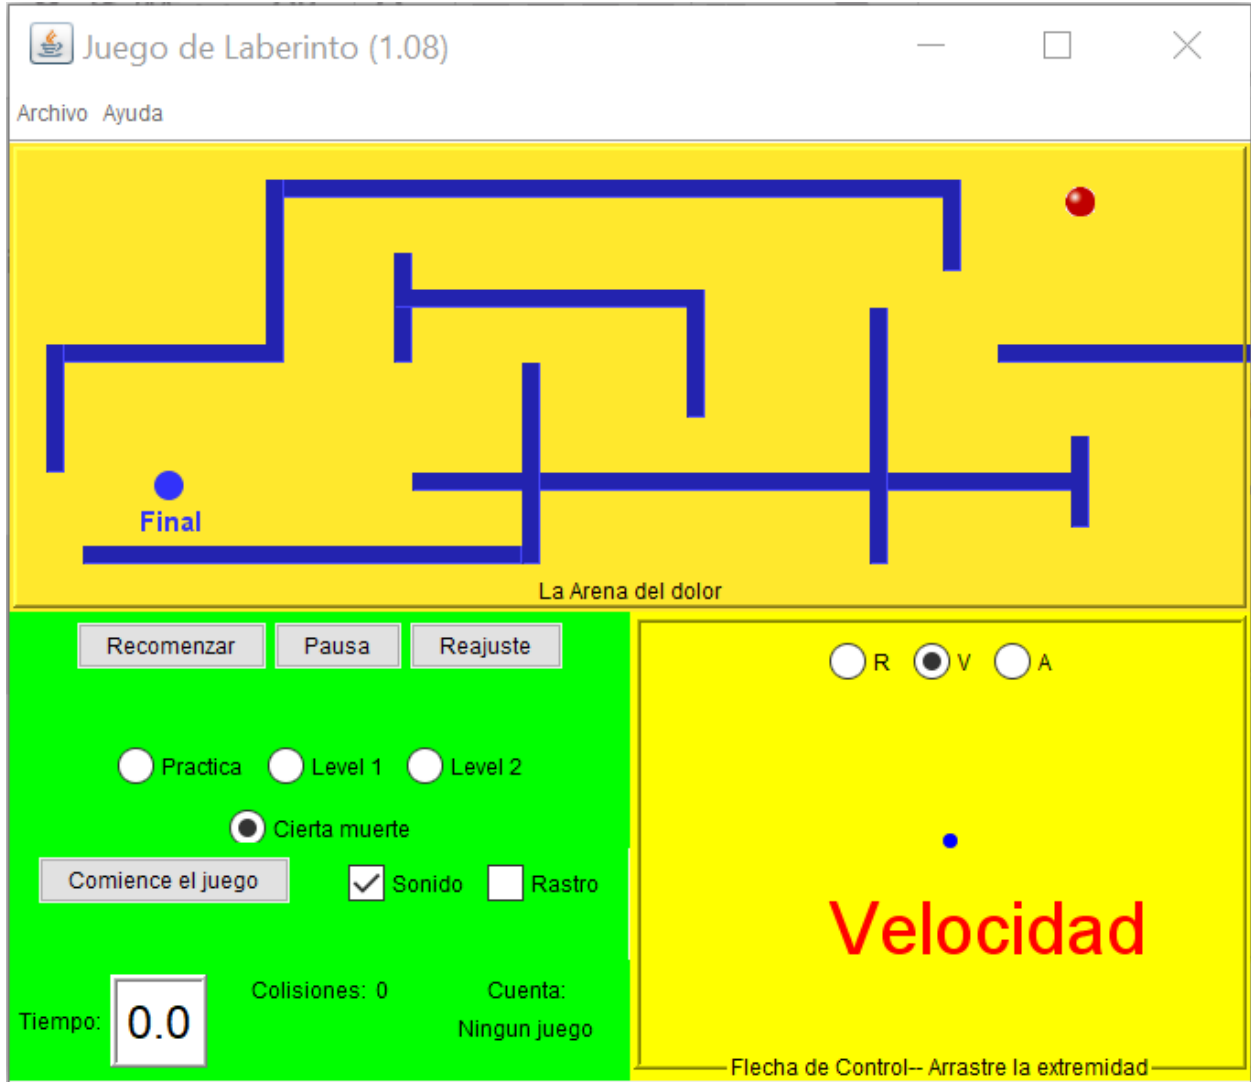 Juego de Laberinto (1.08)
Archivo Ayuda
Final
La Arena del dolor
Recomenzar Pausa Reajuste
R V A
Practica Level 1 Level 2
Cierta muerte
Comience el juego Sonido Rastro
Velocidad
Colisiones: 0 Cuenta:
Tiempo: 0.0 Ningun juego
Flecha de Control-- Arrastre la extremidad